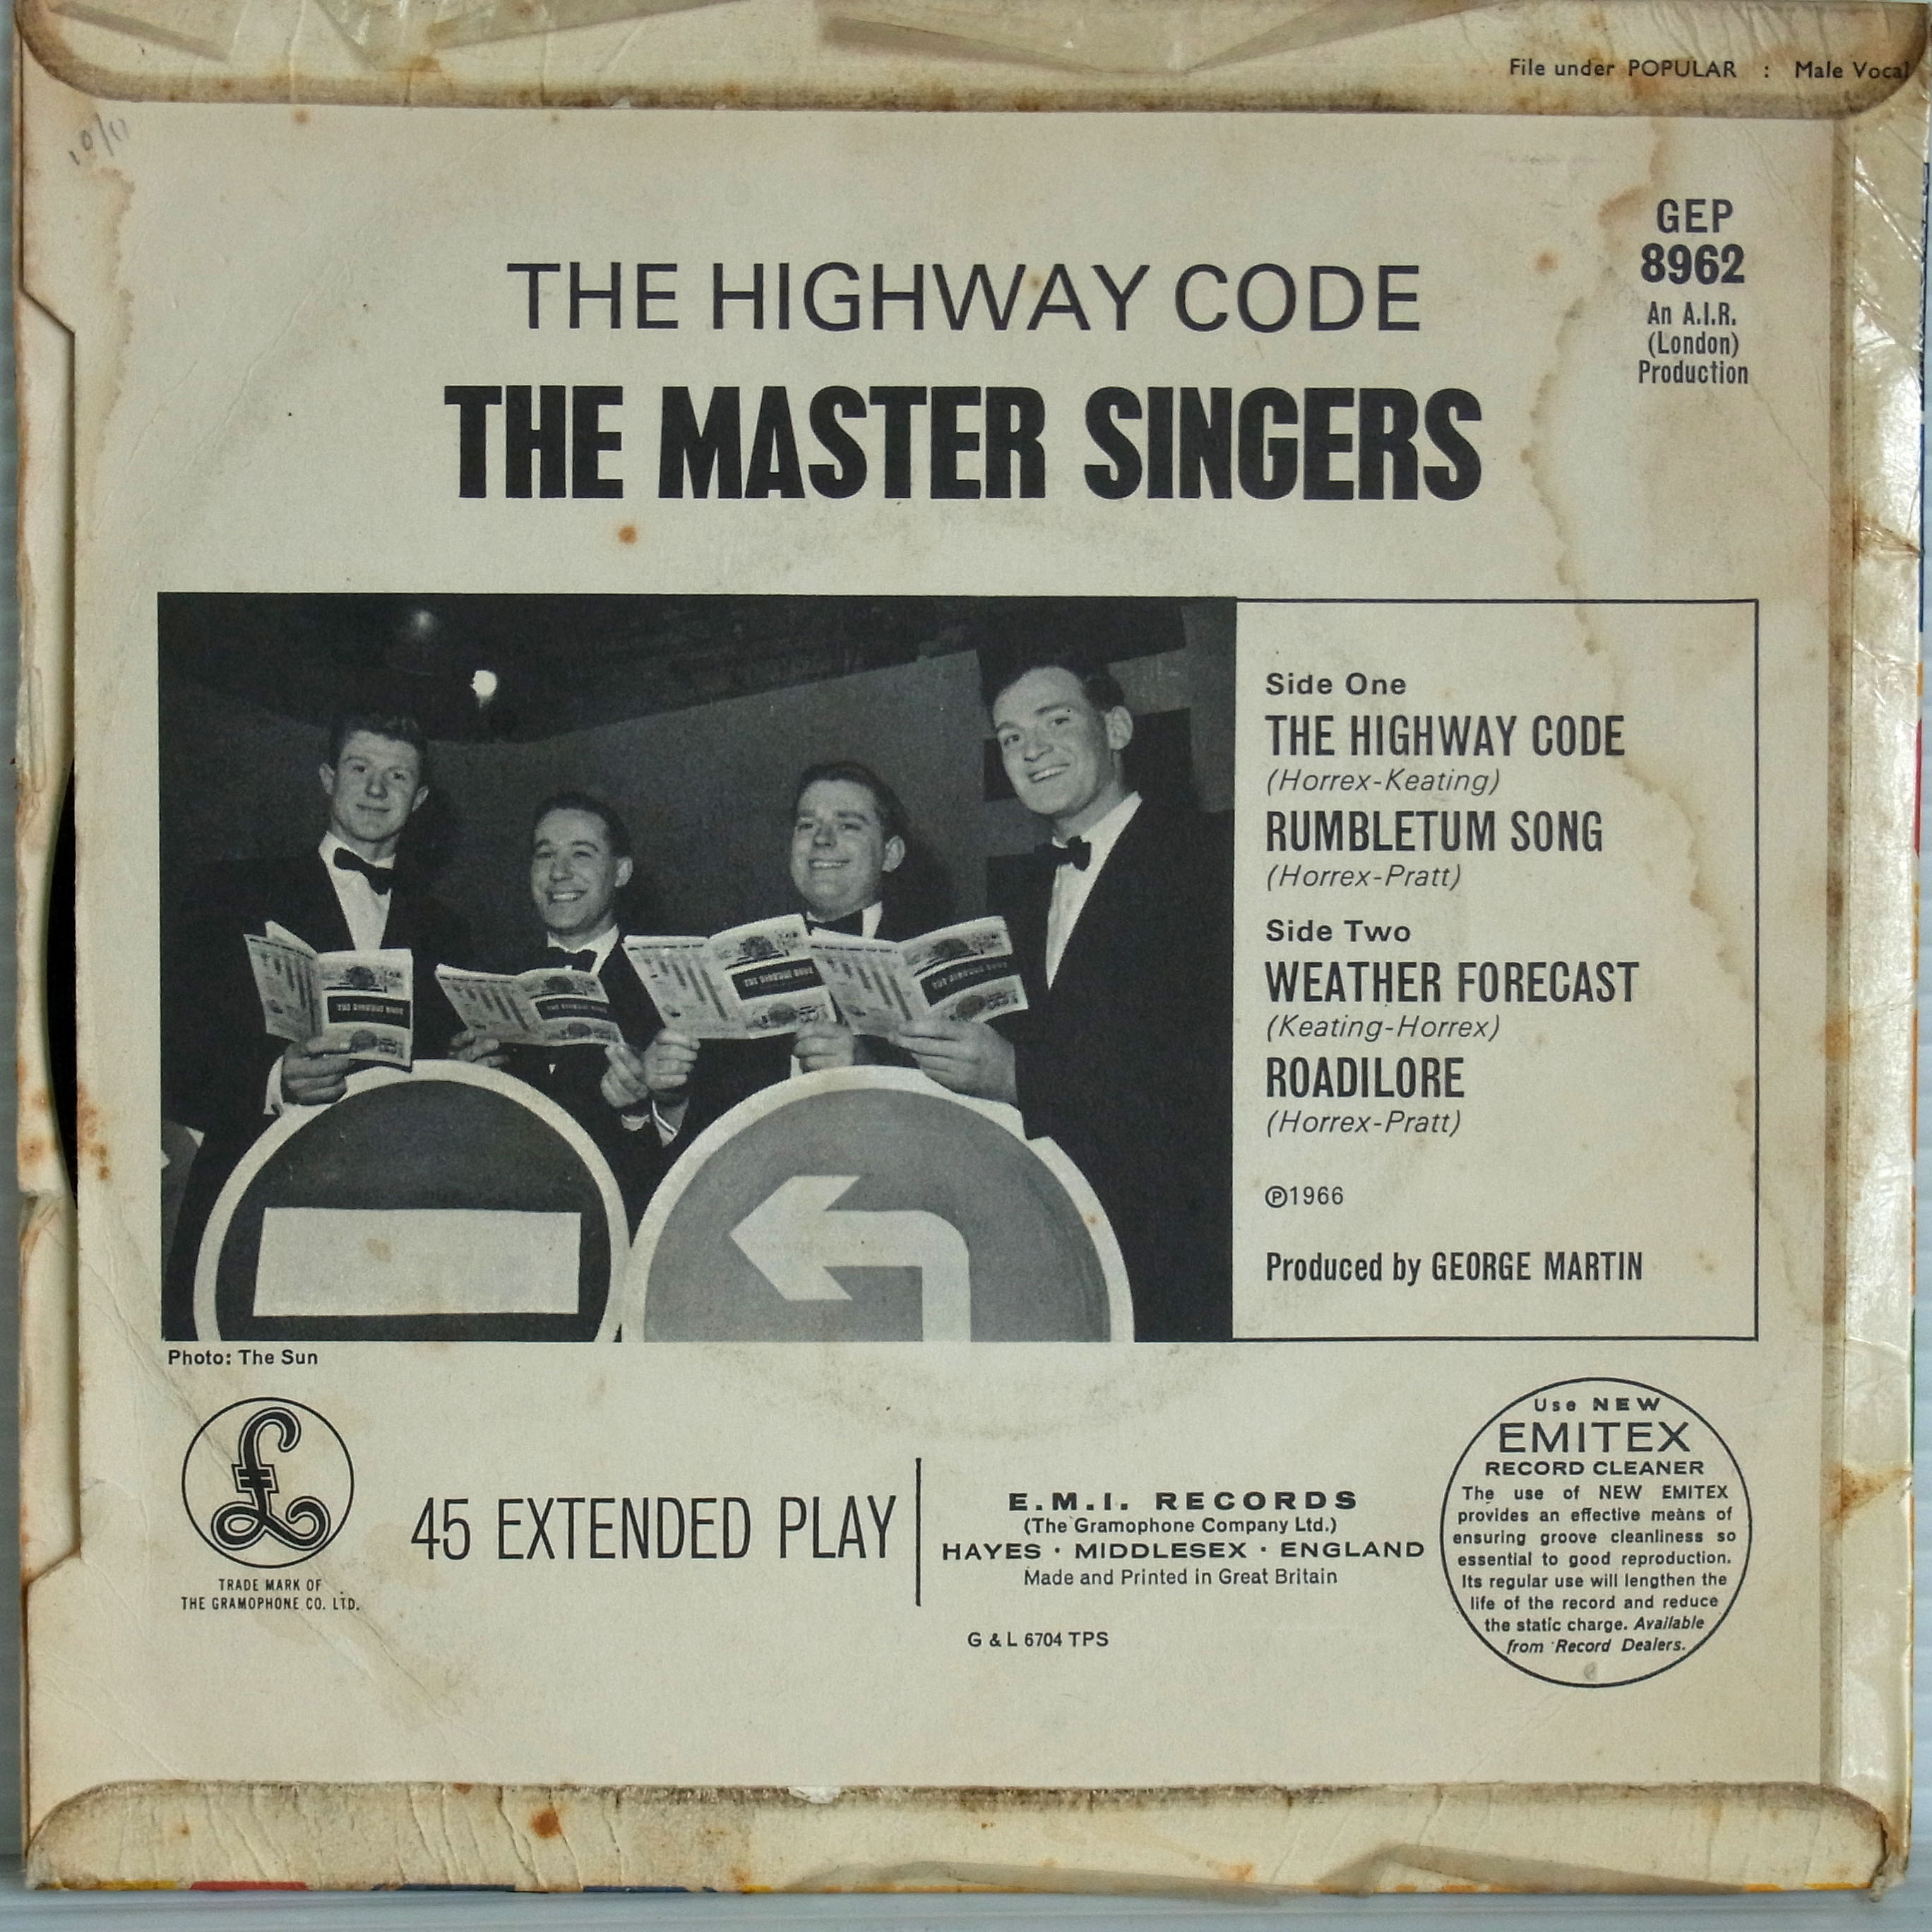 File under POPULAR : Male Vocal
10/11
GEP
8962
An A.I.R.
(London)
Production
THE HIGHWAY CODE
THE MASTER SINGERS
Side One
THE HIGHWAY CODE
(Horrex-Keating)
RUMBLETUM SONG
(Horrex-Pratt)
Side Two
WEATHER FORECAST
(Keating-Horrex)
ROADILORE
(Horrex-Pratt)
℗1966
Produced by GEORGE MARTIN
Photo: The Sun
£
TRADE MARK OF
THE GRAMOPHONE CO. LTD.
45 EXTENDED PLAY
E.M.I. RECORDS
(The Gramophone Company Ltd.)
HAYES · MIDDLESEX · ENGLAND
Made and Printed in Great Britain
G & L 6704 TPS
Use NEW
EMITEX
RECORD CLEANER
The use of NEW EMITEX
provides an effective means of
ensuring groove cleanliness so
essential to good reproduction.
Its regular use will lengthen the
life of the record and reduce
the static charge. Available
from Record Dealers.